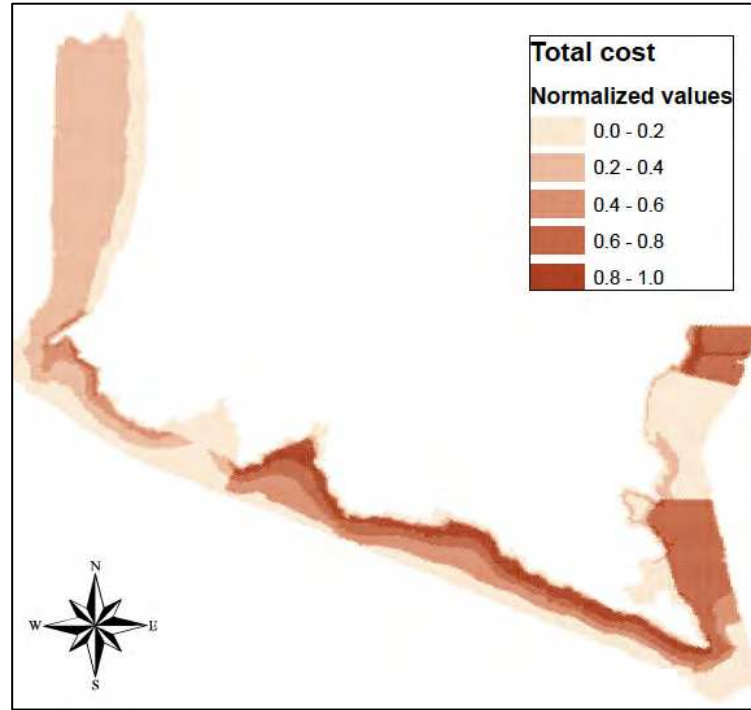 Total cost
Normalized values
0.0 - 0.2
0.2 - 0.4
0.4 - 0.6
0.6 - 0.8
0.8 - 1.0
N
W E
S